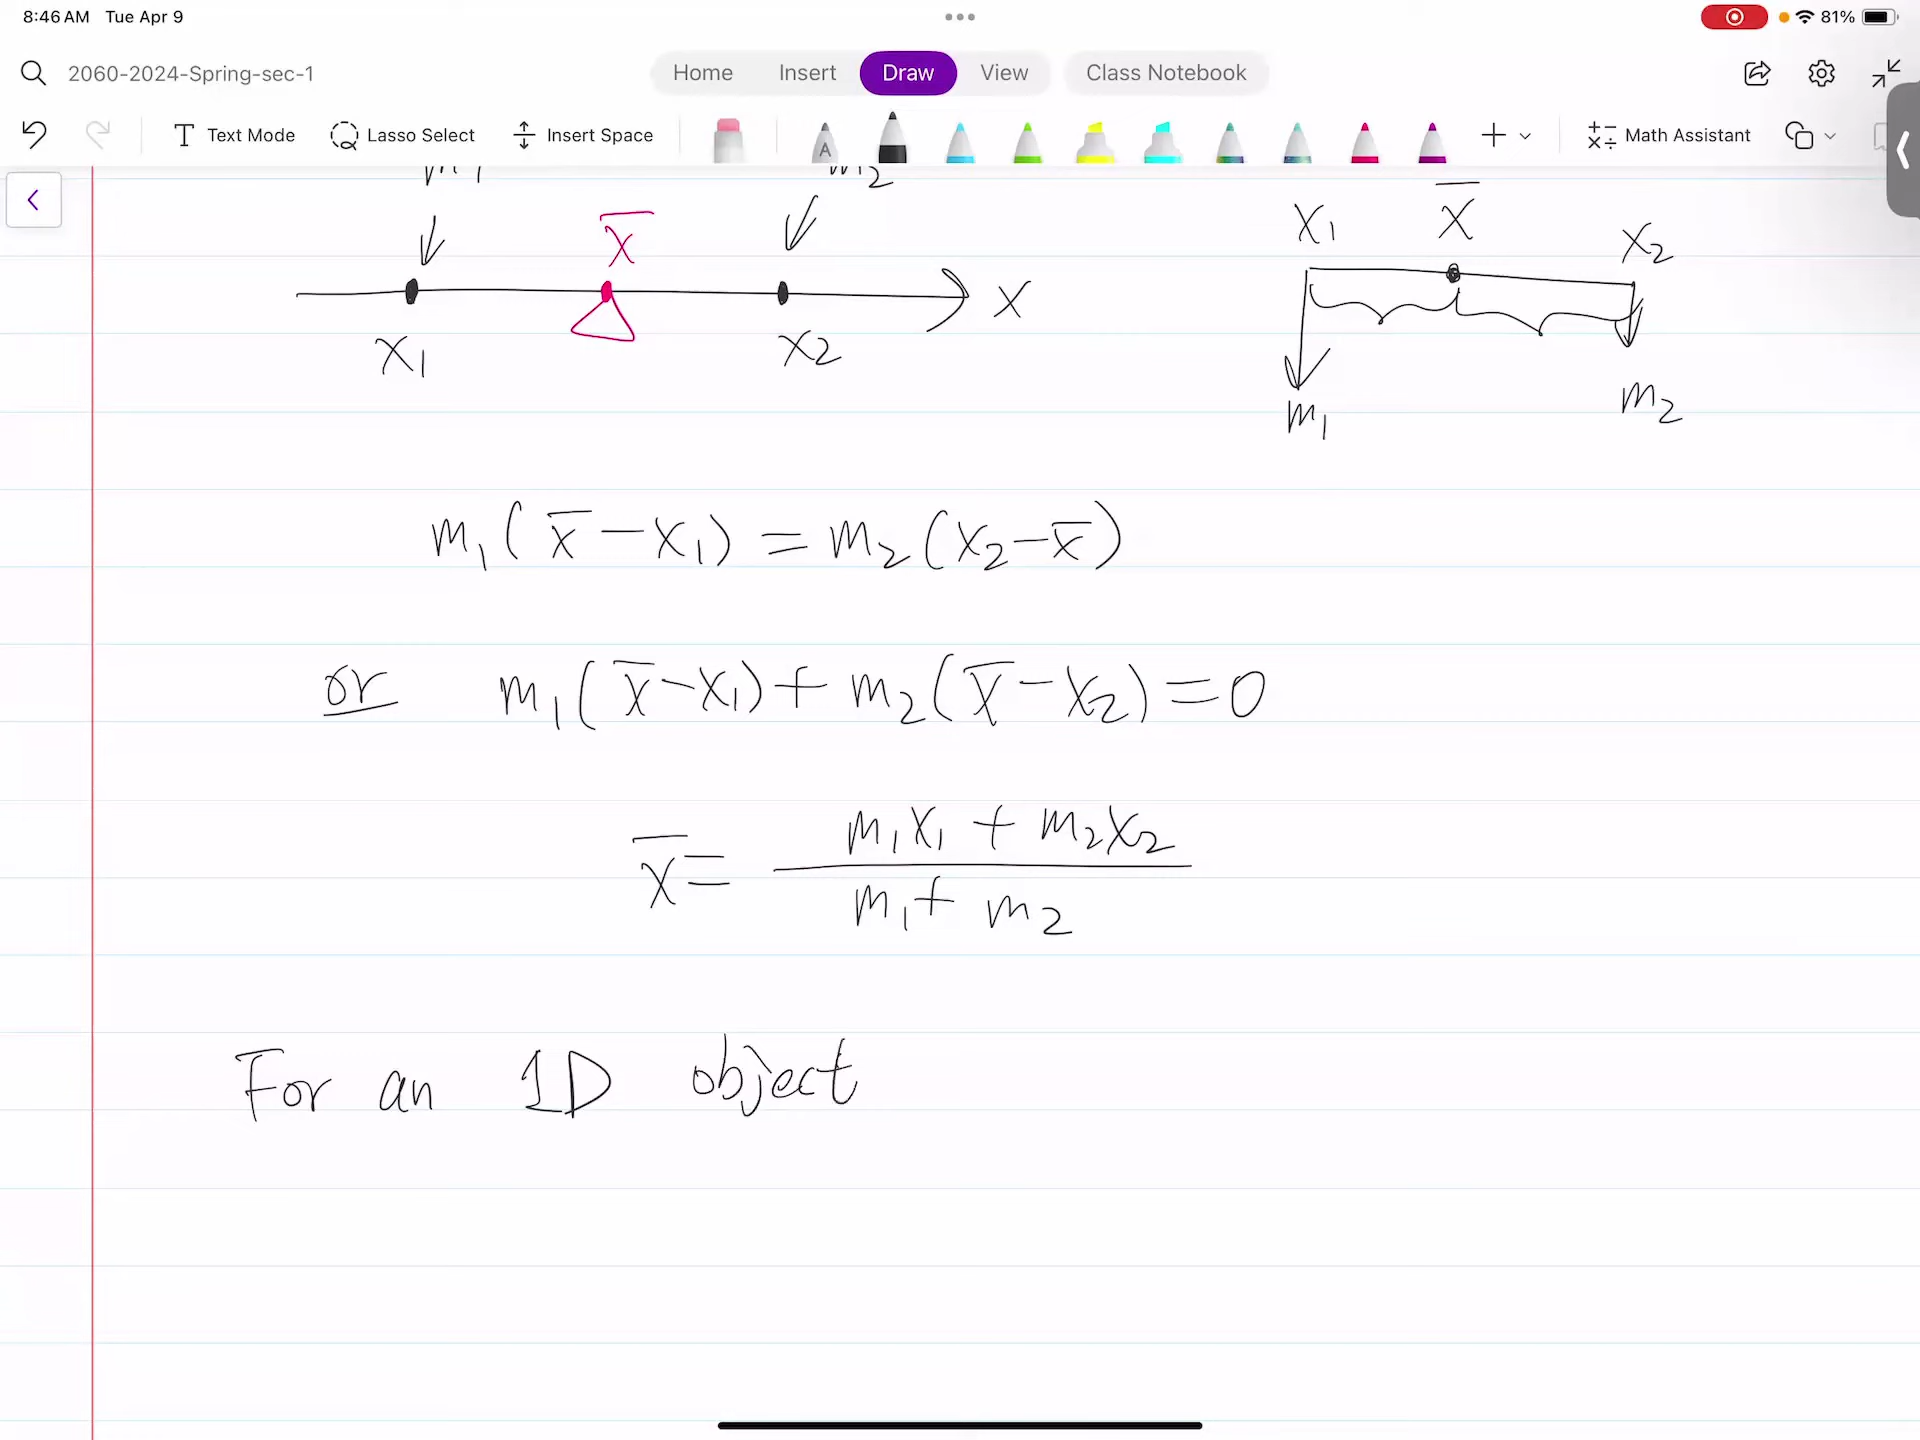 8:46 AM Tue Apr 9 81%
2060-2024-Spring-sec-1 Home Insert Draw View Class Notebook
Text Mode Lasso Select Insert Space A Math Assistant
m₁ m₂
x̄ x
x₁ x₂
x₁ x̄ x₂
m₁ m₂
m₁(x̄-x₁)=m₂(x₂-x̄)
or m₁(x̄-x₁)+m₂(x̄-x₂)=0
x̄= (m₁x₁+m₂x₂)/(m₁+m₂)
For an 1D object